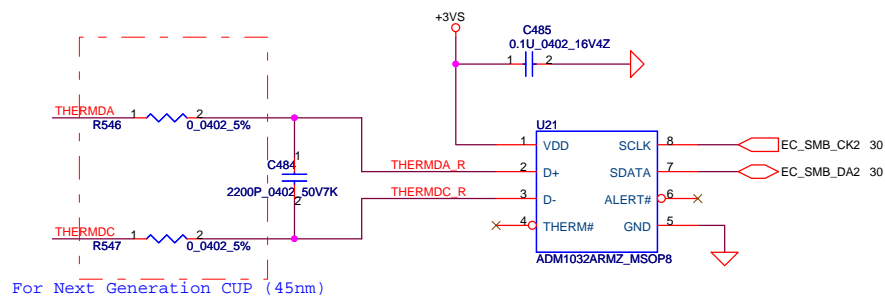 +3VS
C485
0.1U_0402_16V4Z
1 2
THERMDA 1 2
R546 0_0402_5%
U21
1 VDD SCLK 8 EC_SMB_CK2 30
1
C484
THERMDA_R 2 D+ SDATA 7 EC_SMB_DA2 30
2200P_0402_50V7K
2
THERMDC_R 3 D- ALERT# 6
4 THERM# GND 5
THERMDC 1 2
R547 0_0402_5%
ADM1032ARMZ_MSOP8
For Next Generation CUP (45nm)